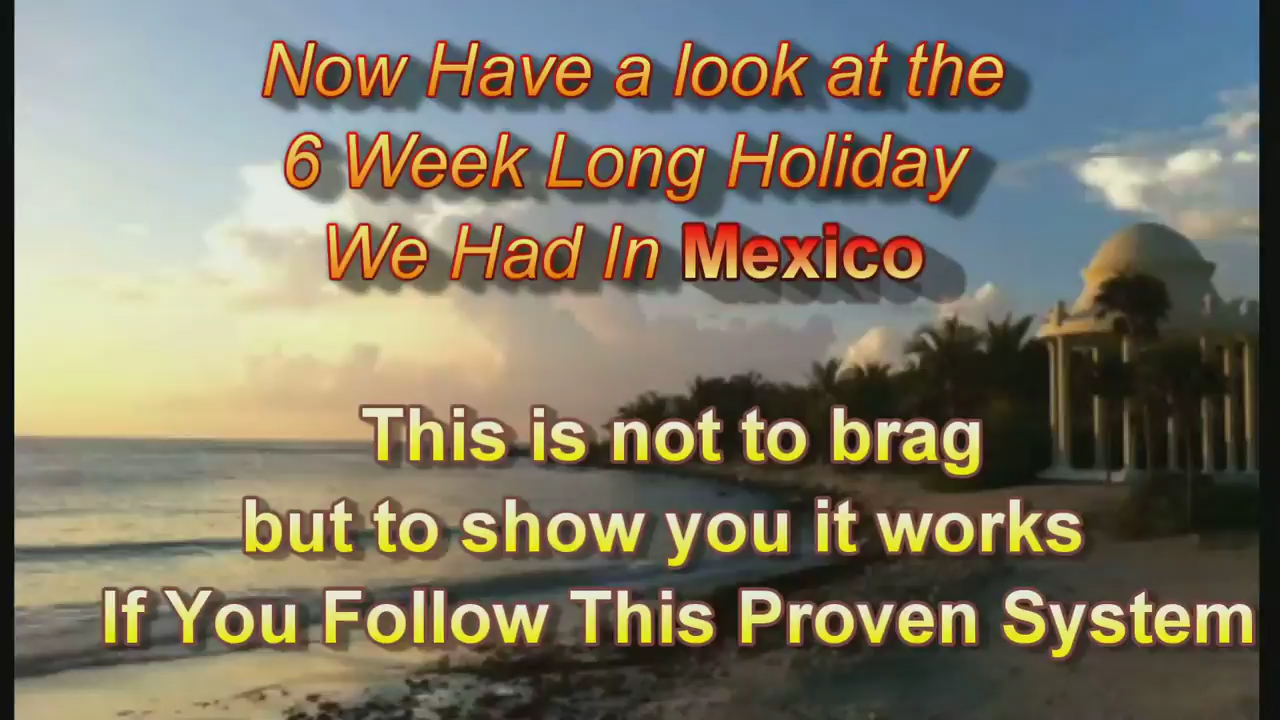 Now Have a look at the
6 Week Long Holiday
We Had In Mexico
This is not to brag
but to show you it works
If You Follow This Proven System